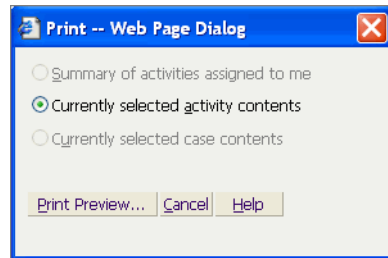 Print -- Web Page Dialog
Summary of activities assigned to me
Currently selected activity contents
Currently selected case contents
Print Preview... Cancel Help